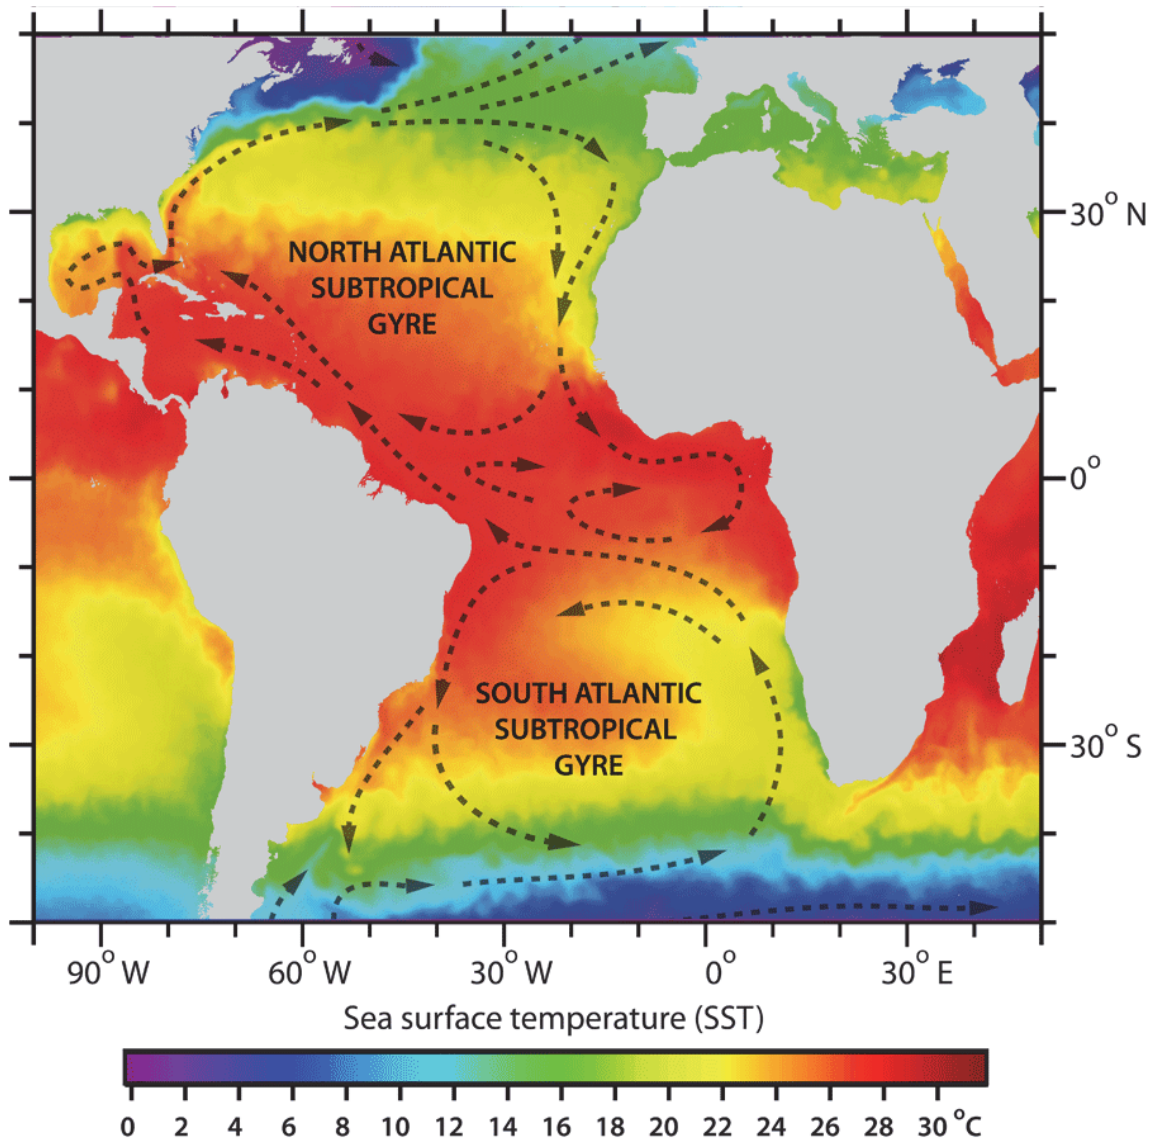 NORTH ATLANTIC
SUBTROPICAL
GYRE
30° N
0°
SOUTH ATLANTIC
SUBTROPICAL
GYRE
30° S
90° W 60° W 30° W 0° 30° E
Sea surface temperature (SST)
0 2 4 6 8 10 12 14 16 18 19 20 22 24 26 28 30 °C